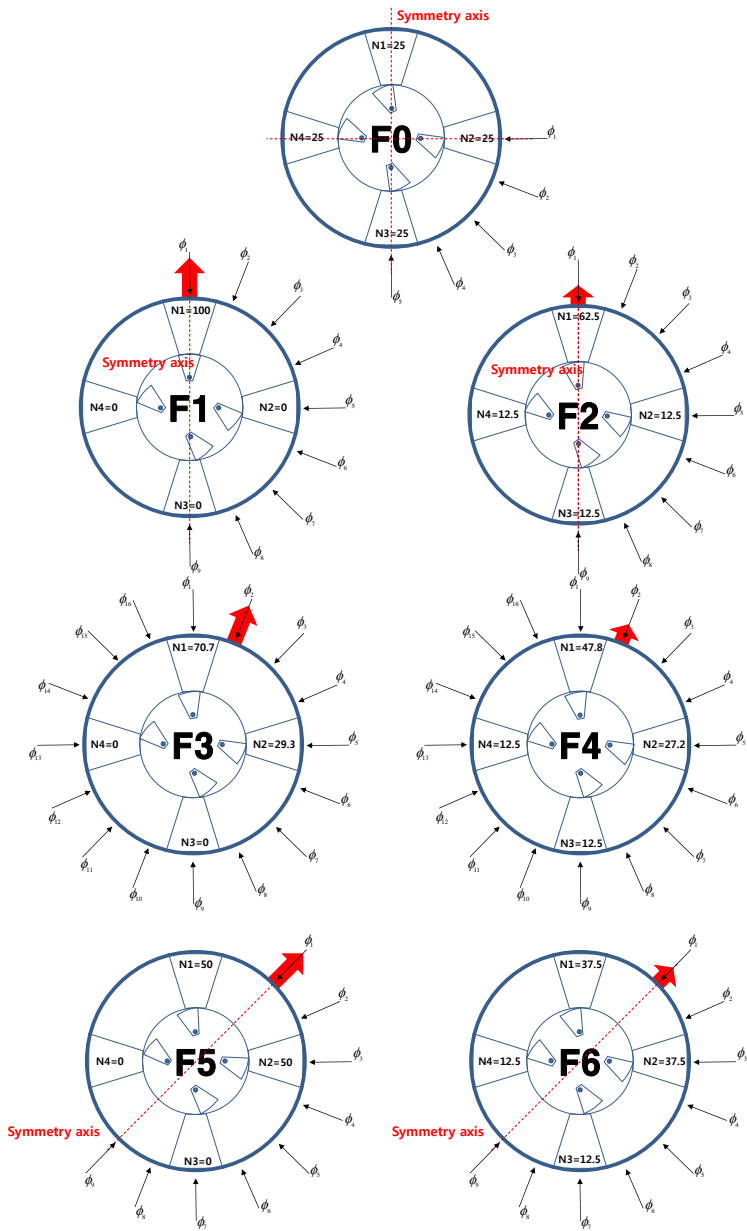 Symmetry axis
N1=25
N4=25
F0
N2=25
ϕ1
ϕ2
ϕ3
ϕ4
ϕ5
ϕ1
ϕ2
ϕ3
N1=100
ϕ4
Symmetry axis
N4=0
F1
N2=0
ϕ5
ϕ6
N3=0
ϕ7
ϕ8
ϕ9
ϕ1
ϕ2
ϕ3
N1=62.5
ϕ4
Symmetry axis
N4=12.5
F2
N2=12.5
ϕ5
ϕ6
N3=12.5
ϕ7
ϕ8
ϕ9
ϕ1
ϕ2
ϕ16
ϕ3
ϕ15
N1=70.7
ϕ4
ϕ14
N4=0
F3
N2=29.3
ϕ5
ϕ13
ϕ6
ϕ12
N3=0
ϕ7
ϕ11
ϕ8
ϕ10
ϕ9
ϕ1
ϕ2
ϕ16
ϕ3
ϕ15
N1=47.8
ϕ4
ϕ14
N4=12.5
F4
N2=27.2
ϕ5
ϕ13
ϕ6
ϕ12
N3=12.5
ϕ7
ϕ11
ϕ8
ϕ10
ϕ9
ϕ1
N1=50
ϕ2
N4=0
F5
N2=50
ϕ3
ϕ4
Symmetry axis
N3=0
ϕ5
ϕ9
ϕ6
ϕ8
ϕ7
ϕ1
N1=37.5
ϕ2
N4=12.5
F6
N2=37.5
ϕ3
ϕ4
Symmetry axis
N3=12.5
ϕ5
ϕ9
ϕ6
ϕ8
ϕ7